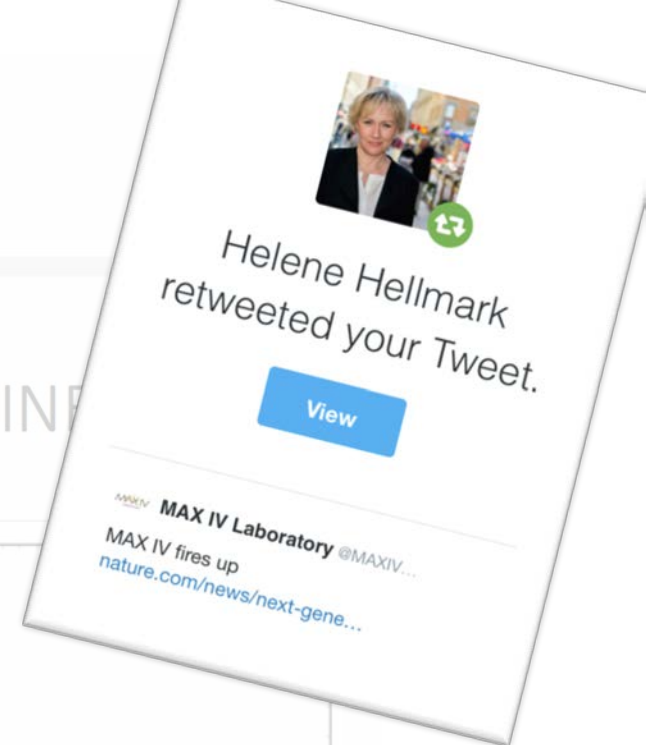 Helene Hellmark
retweeted your Tweet.
View
MAX IV Laboratory @MAXIV...
MAX IV fires up
nature.com/news/next-gene...